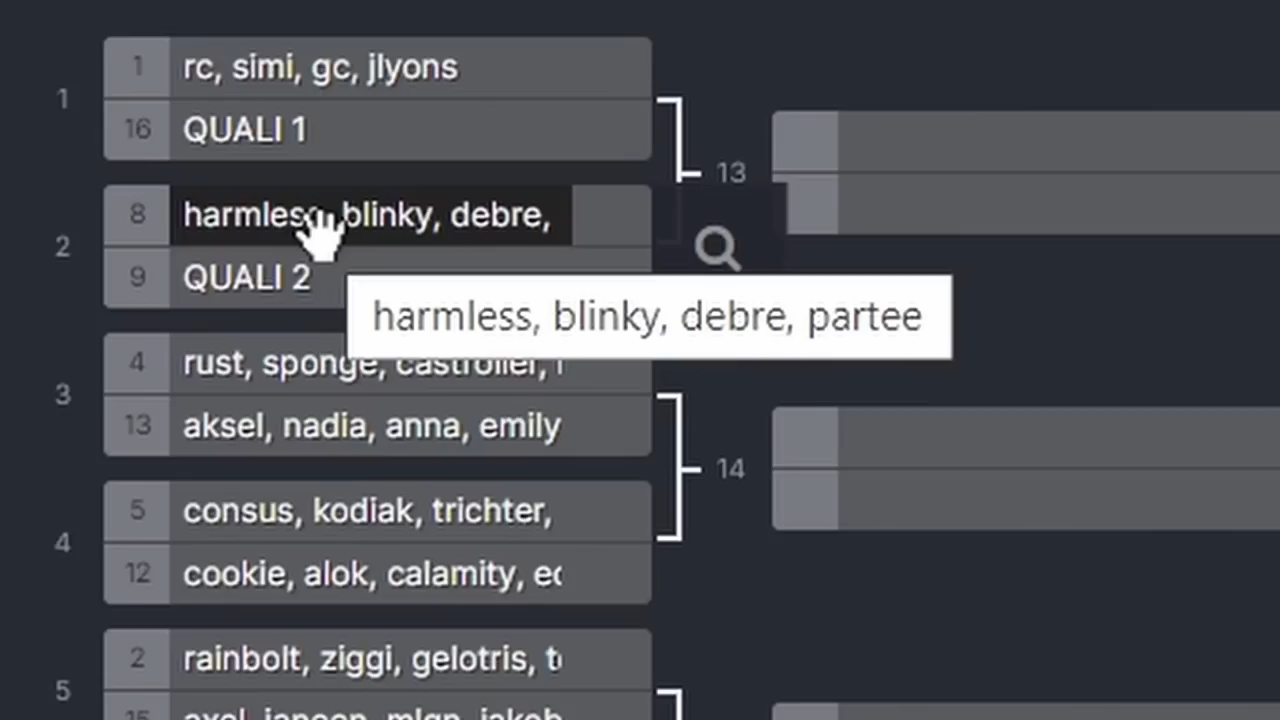 1
1 rc, simi, gc, jlyons
16 QUALI 1
13
2
8 harmless, blinky, debre,
9 QUALI 2
harmless, blinky, debre, partee
3
4 rust, sponge,
13 aksel, nadia, anna, emily
14
4
5 consus, kodiak, trichter,
12 cookie, alok, calamity,
5
2 rainbolt, ziggi, gelotris,